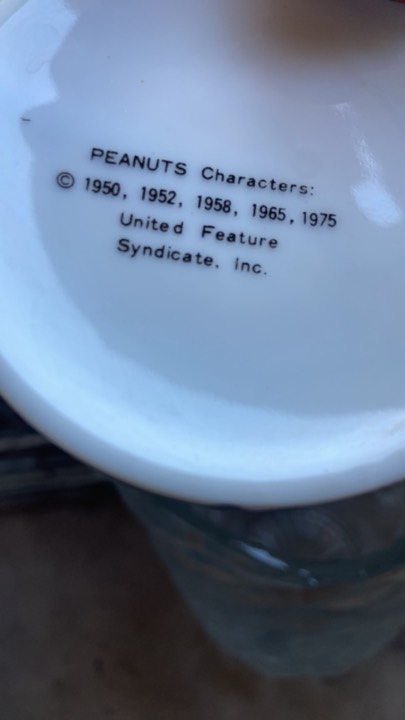 PEANUTS Characters:
© 1950, 1952, 1958, 1965, 1975
United Feature
Syndicate, Inc.